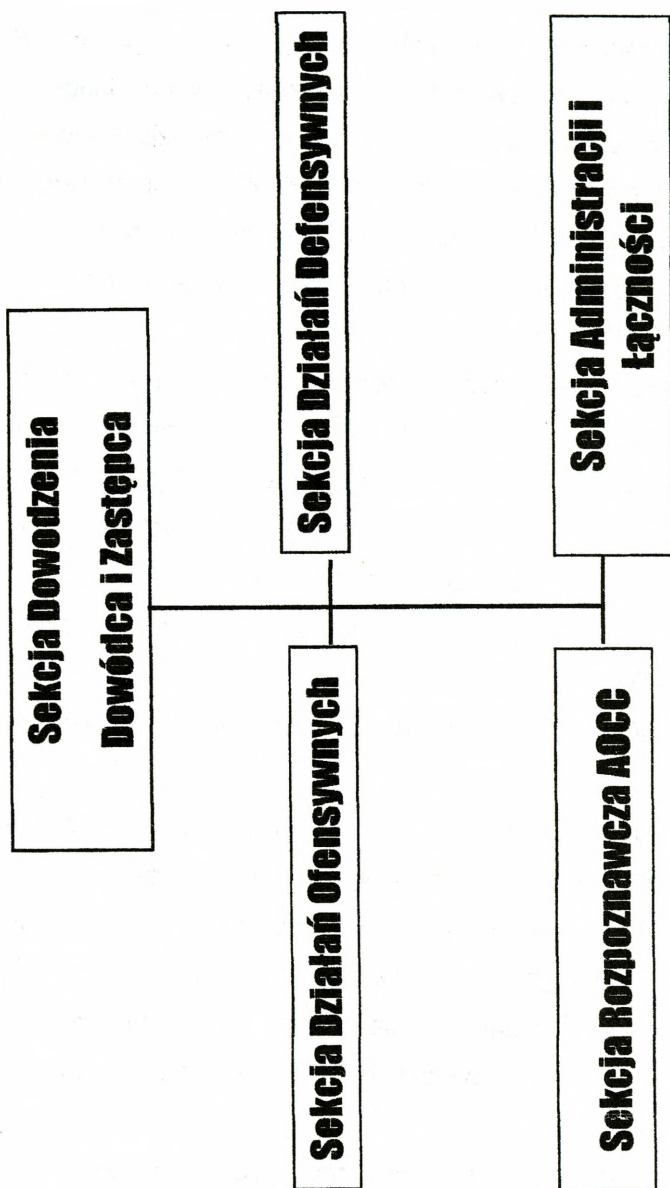 Sekcja Dowodzenia
Dowódca i Zastępca
Sekcja Działań Ofensywnych
Sekcja Działań Defensywnych
Sekcja Rozpoznawcza AOCC
Sekcja Administracji i
Łączności